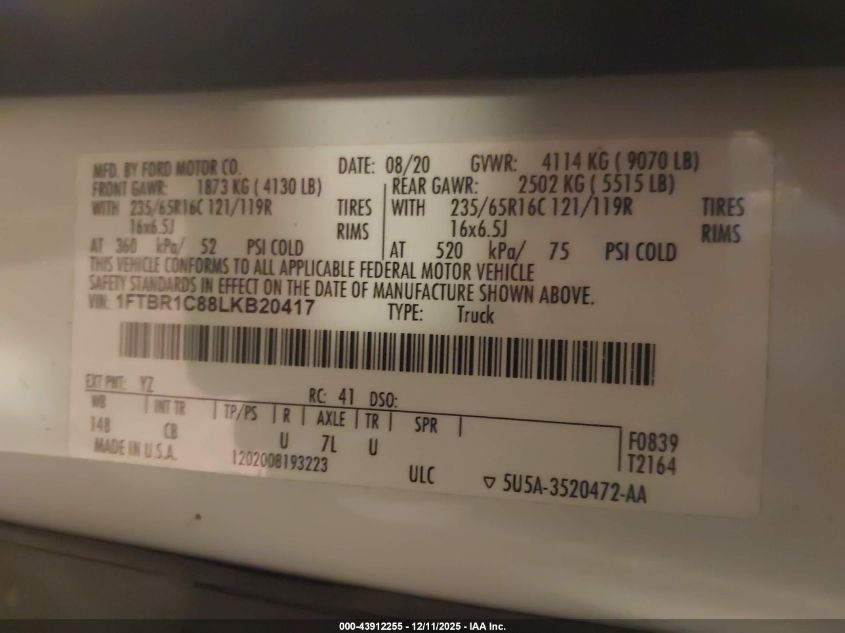 MFD. BY FORD MOTOR CO. DATE: 08/20 GVWR: 4114 KG ( 9070 LB)
FRONT GAWR: 1873 KG ( 4130 LB) REAR GAWR: 2502 KG ( 5515 LB)
WITH 235/65R16C 121/119R TIRES WITH 235/65R16C 121/119R TIRES
16x6.5J RIMS 16x6.5J RIMS
AT 360 kPa/ 52 PSI COLD AT 520 kPa/ 75 PSI COLD
THIS VEHICLE CONFORMS TO ALL APPLICABLE FEDERAL MOTOR VEHICLE
SAFETY STANDARDS IN EFFECT ON THE DATE OF MANUFACTURE SHOWN ABOVE.
VIN: 1FTBR1C88LKB20417 TYPE: Truck
EXT PNT: YZ RC: 41 DSO:
WB INT TR TP/PS R AXLE TR SPR
148 CB U 7L U F0839
MADE IN U.S.A. 1202008193223 T2164
ULC ▽ 5U5A-3520472-AA
000-43912255 - 12/11/2025 - IAA Inc.